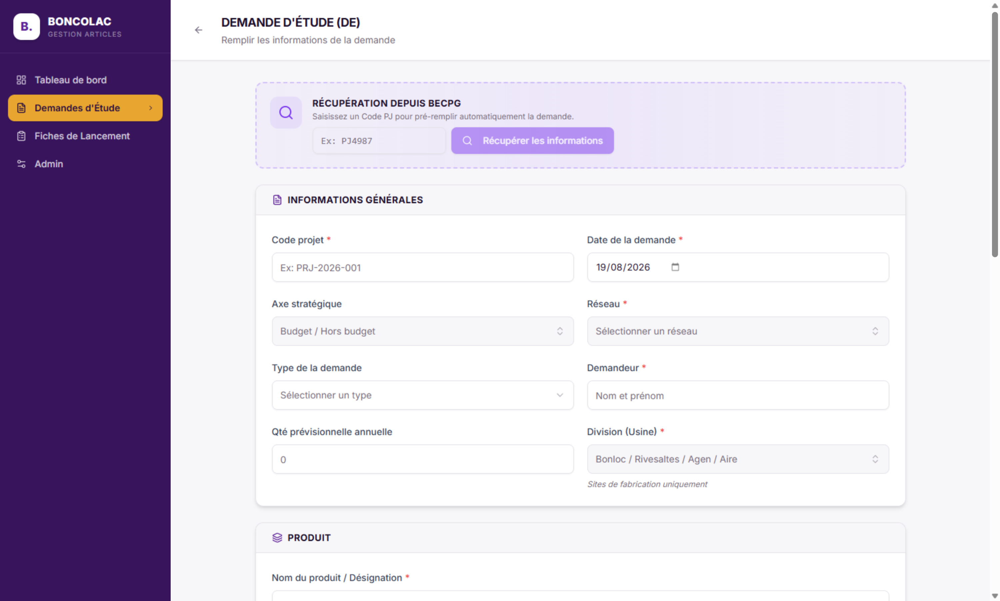 B.
BONCOLAC
GESTION ARTICLES
Tableau de bord
Demandes d'Étude
Fiches de Lancement
Admin
DEMANDE D'ÉTUDE (DE)
Remplir les informations de la demande
RÉCUPÉRATION DEPUIS BECPG
Saisissez un Code PJ pour pré-remplir automatiquement la demande.
Ex: PJ4987
Récupérer les informations
INFORMATIONS GÉNÉRALES
Code projet *
Ex: PRJ-2026-001
Date de la demande *
19/08/2026
Axe stratégique
Budget / Hors budget
Réseau *
Sélectionner un réseau
Type de la demande
Sélectionner un type
Demandeur *
Nom et prénom
Qté prévisionnelle annuelle
0
Division (Usine) *
Bonloc / Rivesaltes / Agen / Aire
Sites de fabrication uniquement
PRODUIT
Nom du produit / Désignation *